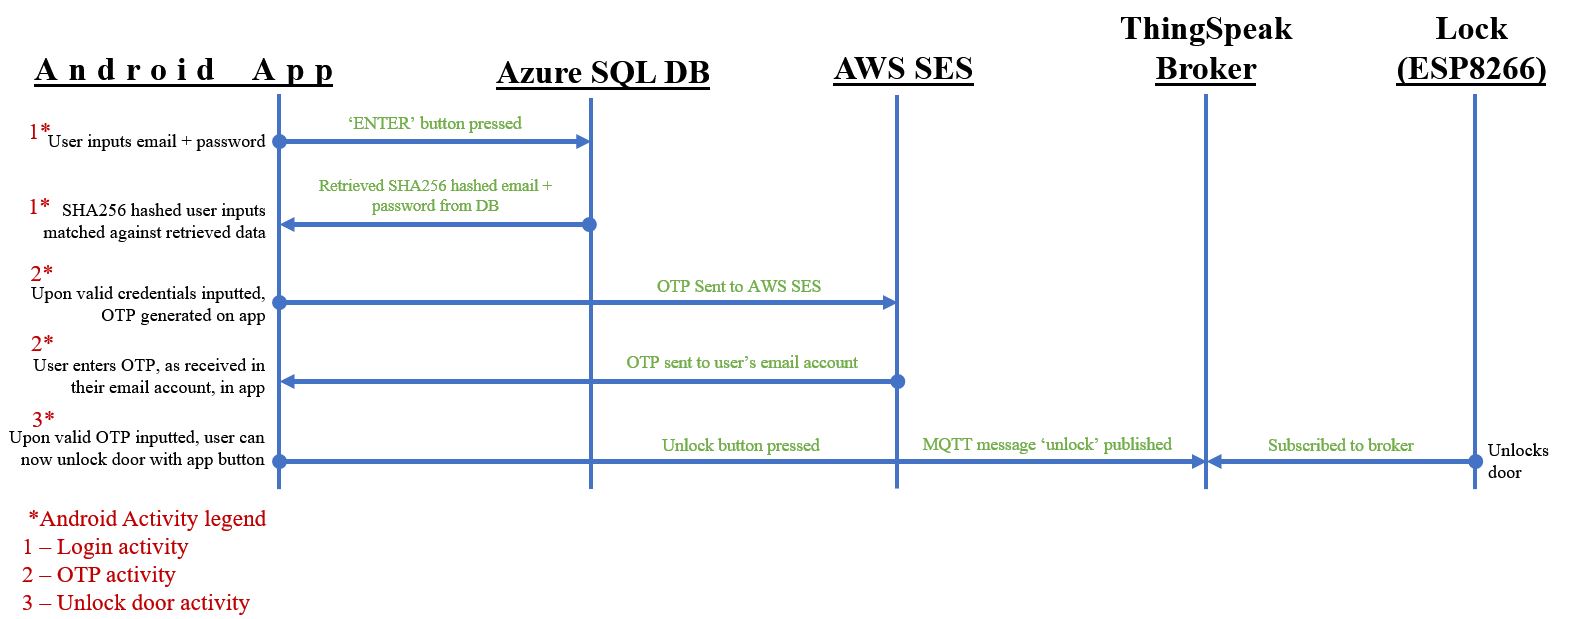 Android App
Azure SQL DB
AWS SES
ThingSpeak
Broker
Lock
(ESP8266)
1*
User inputs email + password
‘ENTER’ button pressed
Retrieved SHA256 hashed email +
password from DB
1*
SHA256 hashed user inputs
matched against retrieved data
2*
Upon valid credentials inputted,
OTP generated on app
OTP Sent to AWS SES
2*
User enters OTP, as received in
their email account, in app
OTP sent to user’s email account
3*
Upon valid OTP inputted, user can
now unlock door with app button
Unlock button pressed
MQTT message ‘unlock’ published
Subscribed to broker
Unlocks
door
*Android Activity legend
1 – Login activity
2 – OTP activity
3 – Unlock door activity